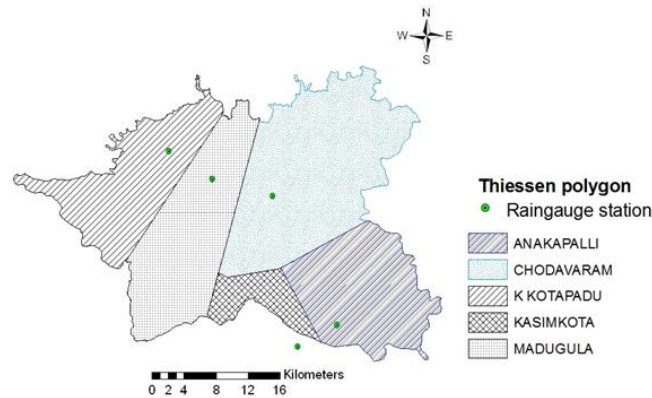 N
W E
S
Thiessen polygon
Raingauge station
ANAKAPALLI
CHODAVARAM
K KOTAPADU
KASIMKOTA
MADUGULA
Kilometers
0 2 4 8 12 16